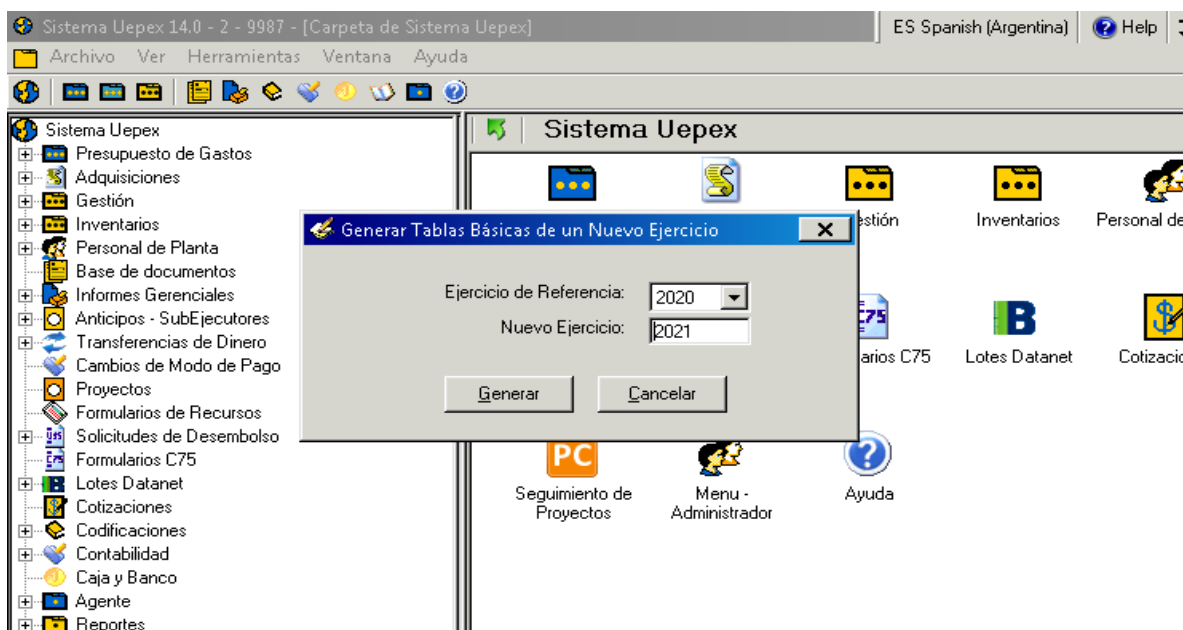 Sistema Uepex 14.0 - 2 - 9987 - [Carpeta de Sistema Uepex]
ES Spanish (Argentina)
Help
Archivo Ver Herramientas Ventana Ayuda
Sistema Uepex
Presupuesto de Gastos
Adquisiciones
Gestión
Inventarios
Personal de Planta
Base de documentos
Informes Gerenciales
Anticipos - SubEjecutores
Transferencias de Dinero
Cambios de Modo de Pago
Proyectos
Formularios de Recursos
Solicitudes de Desembolso
Formularios C75
Lotes Datanet
Cotizaciones
Codificaciones
Contabilidad
Caja y Banco
Agente
Reportes
Sistema Uepex
estión
Inventarios
Personal de
Generar Tablas Básicas de un Nuevo Ejercicio
Ejercicio de Referencia: 2020
Nuevo Ejercicio: 2021
Generar
Cancelar
C75
arios C75
Lotes Datanet
Cotizacio
PC
Seguimiento de
Proyectos
Menu -
Administrador
Ayuda